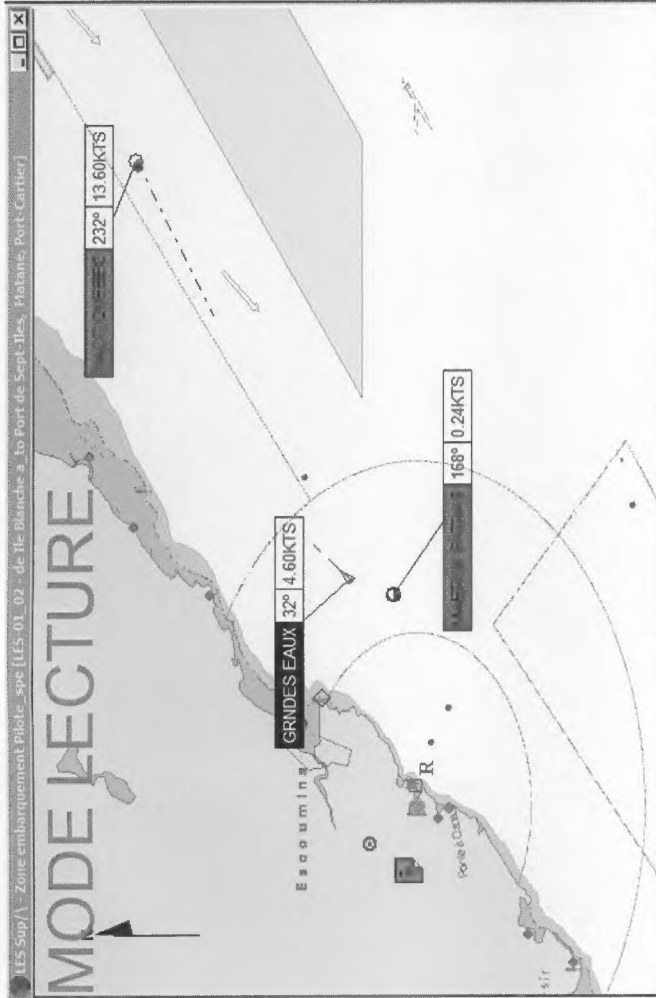 LES Sup/\ - Zone embarquement Pilote_spe [LES-01_02 - de Ile Blanche a_to Port de Sept-Iles, Matane, Port-Cartier]
MODE LECTURE
232° 13.60KTS
GRNDES EAUX 32° 4.60KTS
168° 0.24KTS
Escoumins
R